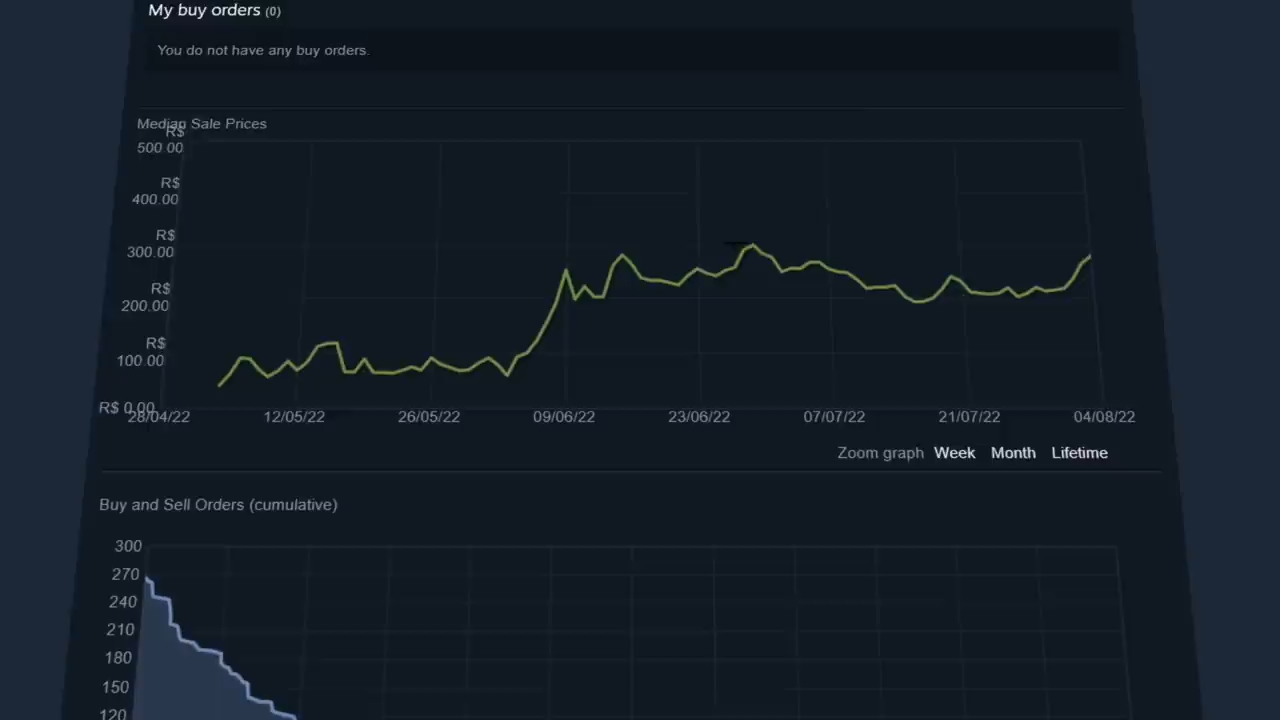 My buy orders (0)
You do not have any buy orders.
Median Sale Prices
R$
500.00
R$
400.00
R$
300.00
R$
200.00
R$
100.00
R$ 0.00
28/04/22 12/05/22 26/05/22 09/06/22 23/06/22 07/07/22 21/07/22 04/08/22
Zoom graph Week Month Lifetime
Buy and Sell Orders (cumulative)
300
270
240
210
180
150
120